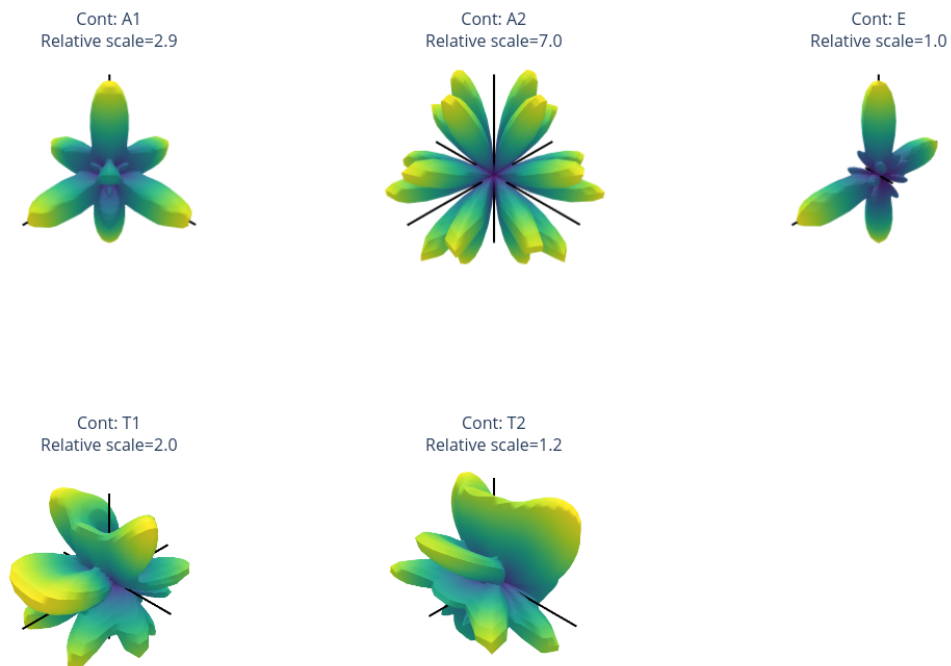 Cont: A1
Relative scale=2.9
Cont: A2
Relative scale=7.0
Cont: E
Relative scale=1.0
Cont: T1
Relative scale=2.0
Cont: T2
Relative scale=1.2